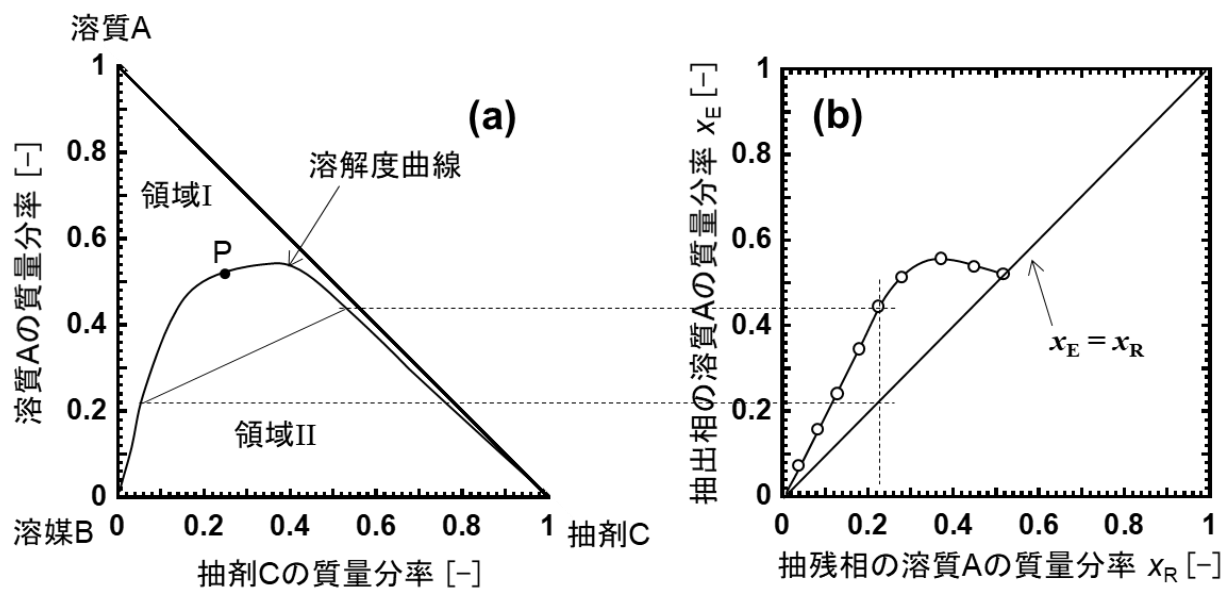 溶質A
1
0.8
0.6
0.4
0.2
0
溶質Aの質量分率 [−]
(a)
溶解度曲線
領域I
P
領域II
溶媒B
0 0.2 0.4 0.6 0.8 1
抽剤C
抽剤Cの質量分率 [−]
1
0.8
0.6
0.4
0.2
0
抽出相の溶質Aの質量分率 xE [−]
(b)
xE = xR
0 0.2 0.4 0.6 0.8 1
抽残相の溶質Aの質量分率 xR [−]